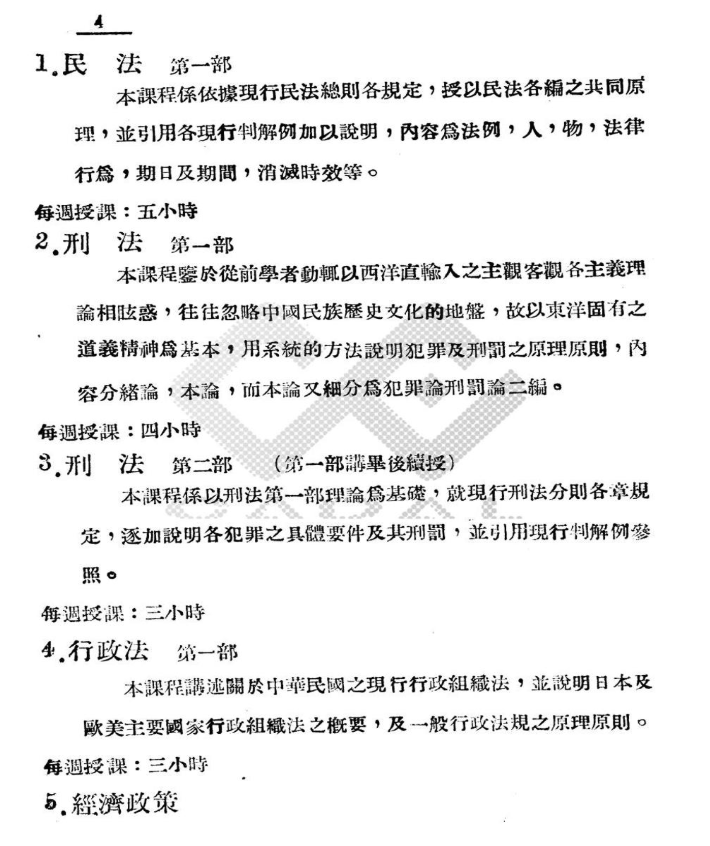 4
1.民　法　第一部
本課程係依據現行民法總則各規定，授以民法各編之共同原
理，並引用各現行判解例加以說明，內容爲法例，人，物，法律
行爲，期日及期間，消滅時效等。
每週授課：五小時
2.刑　法　第一部
本課程鑒於從前學者動輒以西洋直輸入之主觀客觀各主義理
論相眩惑，往往忽略中國民族歷史文化的地盤，故以東洋固有之
道義精神爲基本，用系統的方法說明犯罪及刑罰之原理原則，內
容分緒論，本論，而本論又細分爲犯罪論刑罰論二編。
每週授課：四小時
3.刑　法　第二部　（第一部講畢後續授）
本課程係以刑法第一部理論爲基礎，就現行刑法分則各章規
定，逐加說明各犯罪之具體要件及其刑罰，並引用現行判解例參
照。
每週授課：三小時
4.行政法　第一部
本課程講述關於中華民國之現行行政組織法，並說明日本及
歐美主要國家行政組織法之概要，及一般行政法規之原理原則。
每週授課：三小時
5.經濟政策